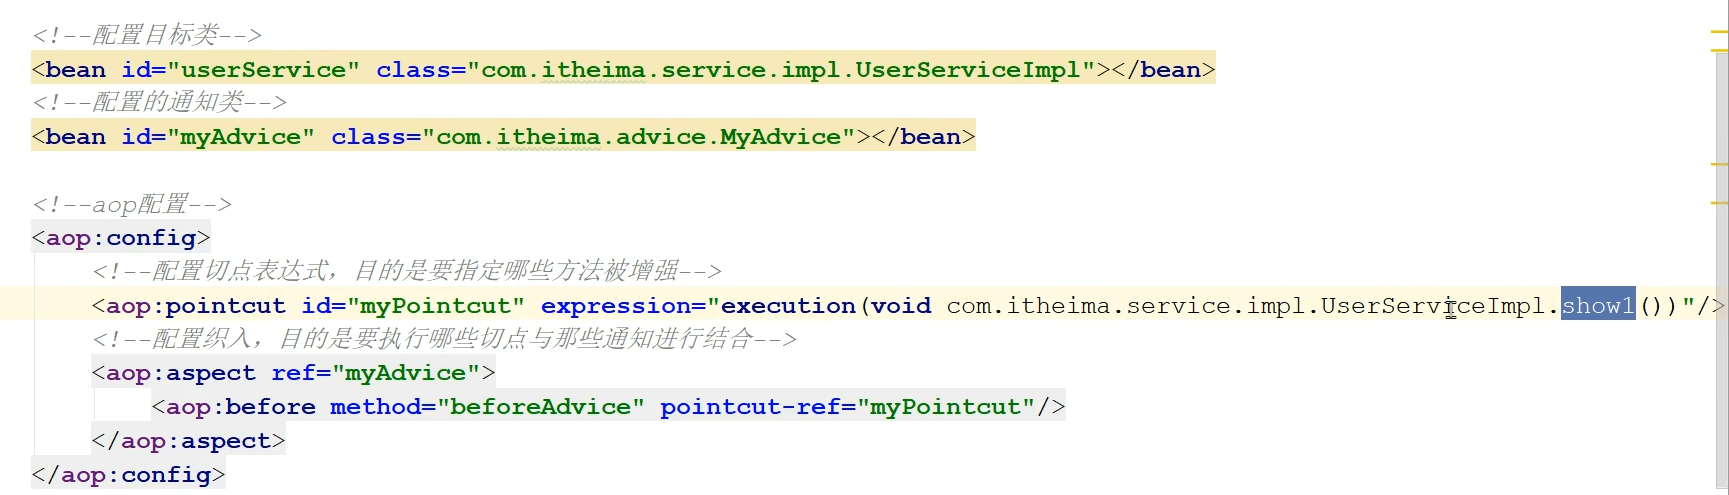 <!--配置目标类-->
<bean id="userService" class="com.itheima.service.impl.UserServiceImpl"></bean>
<!--配置的通知类-->
<bean id="myAdvice" class="com.itheima.advice.MyAdvice"></bean>
<!--aop配置-->
<aop:config>
<!--配置切点表达式，目的是要指定哪些方法被增强-->
<aop:pointcut id="myPointcut" expression="execution(void com.itheima.service.impl.UserServiceImpl.show1())"/>
<!--配置织入，目的是要执行哪些切点与那些通知进行结合-->
<aop:aspect ref="myAdvice">
<aop:before method="beforeAdvice" pointcut-ref="myPointcut"/>
</aop:aspect>
</aop:config>